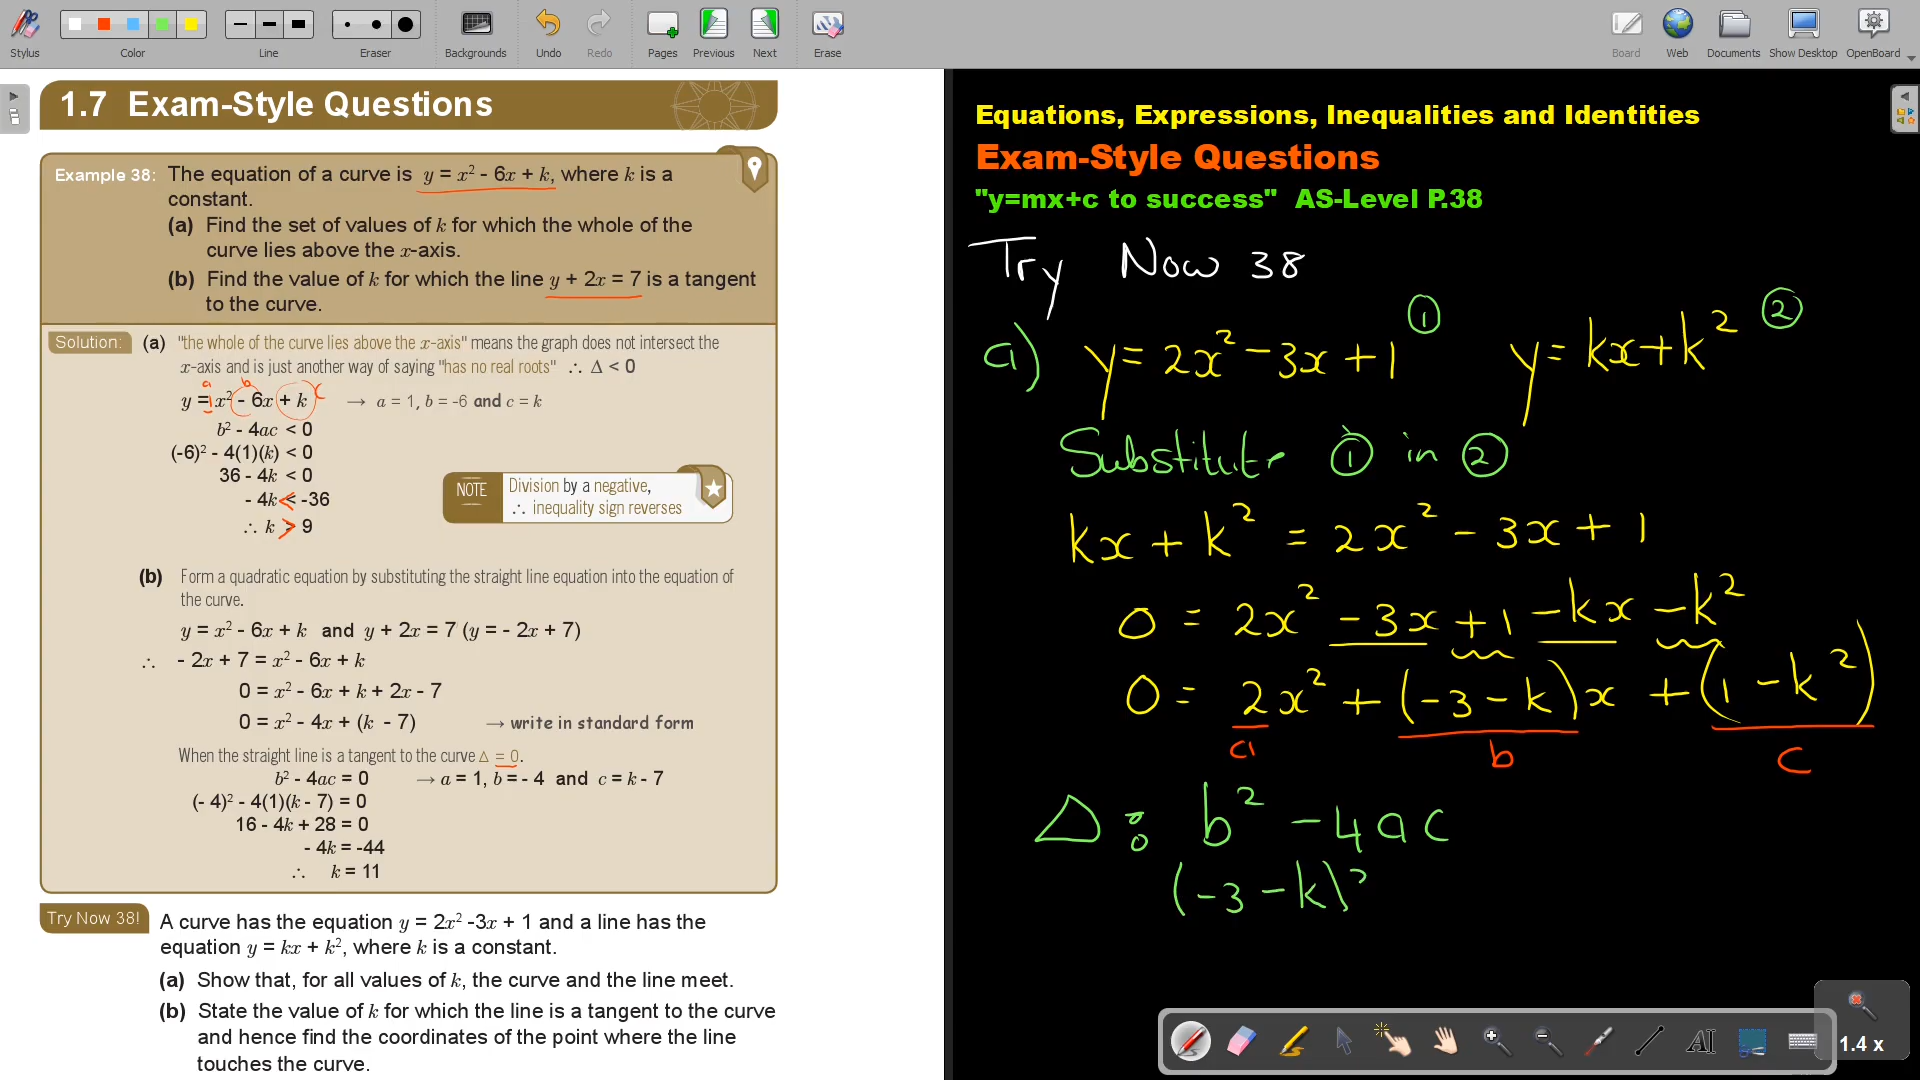 Stylus Color Line Eraser Backgrounds Undo Redo Pages Previous Next Erase Board Web Documents Show Desktop OpenBoard
1.7 Exam-Style Questions
Example 38: The equation of a curve is y = x² - 6x + k, where k is a
constant.
(a) Find the set of values of k for which the whole of the
curve lies above the x-axis.
(b) Find the value of k for which the line y + 2x = 7 is a tangent
to the curve.
Solution: (a) "the whole of the curve lies above the x-axis" means the graph does not intersect the
x-axis and is just another way of saying "has no real roots" ∴ Δ < 0
a b c
y = 1x² - 6x + k → a = 1, b = -6 and c = k
b² - 4ac < 0
(-6)² - 4(1)(k) < 0
36 - 4k < 0
- 4k < -36
∴ k > 9
NOTE Division by a negative,
∴ inequality sign reverses
(b) Form a quadratic equation by substituting the straight line equation into the equation of
the curve.
y = x² - 6x + k and y + 2x = 7 (y = - 2x + 7)
∴ - 2x + 7 = x² - 6x + k
0 = x² - 6x + k + 2x - 7
0 = x² - 4x + (k - 7) → write in standard form
When the straight line is a tangent to the curve Δ = 0.
b² - 4ac = 0 → a = 1, b = - 4 and c = k - 7
(- 4)² - 4(1)(k - 7) = 0
16 - 4k + 28 = 0
- 4k = -44
∴ k = 11
Try Now 38! A curve has the equation y = 2x² -3x + 1 and a line has the
equation y = kx + k², where k is a constant.
(a) Show that, for all values of k, the curve and the line meet.
(b) State the value of k for which the line is a tangent to the curve
and hence find the coordinates of the point where the line
touches the curve.
Equations, Expressions, Inequalities and Identities
Exam-Style Questions
"y=mx+c to success" AS-Level P.38
Try Now 38
a) y = 2x² - 3x + 1 ① y = kx + k² ②
Substitute ① in ②
kx + k² = 2x² - 3x + 1
0 = 2x² - 3x + 1 - kx - k²
0 = 2x² + (-3 - k)x + (1 - k²)
a b c
Δ : b² - 4ac
(-3 - k)²
1.4 x